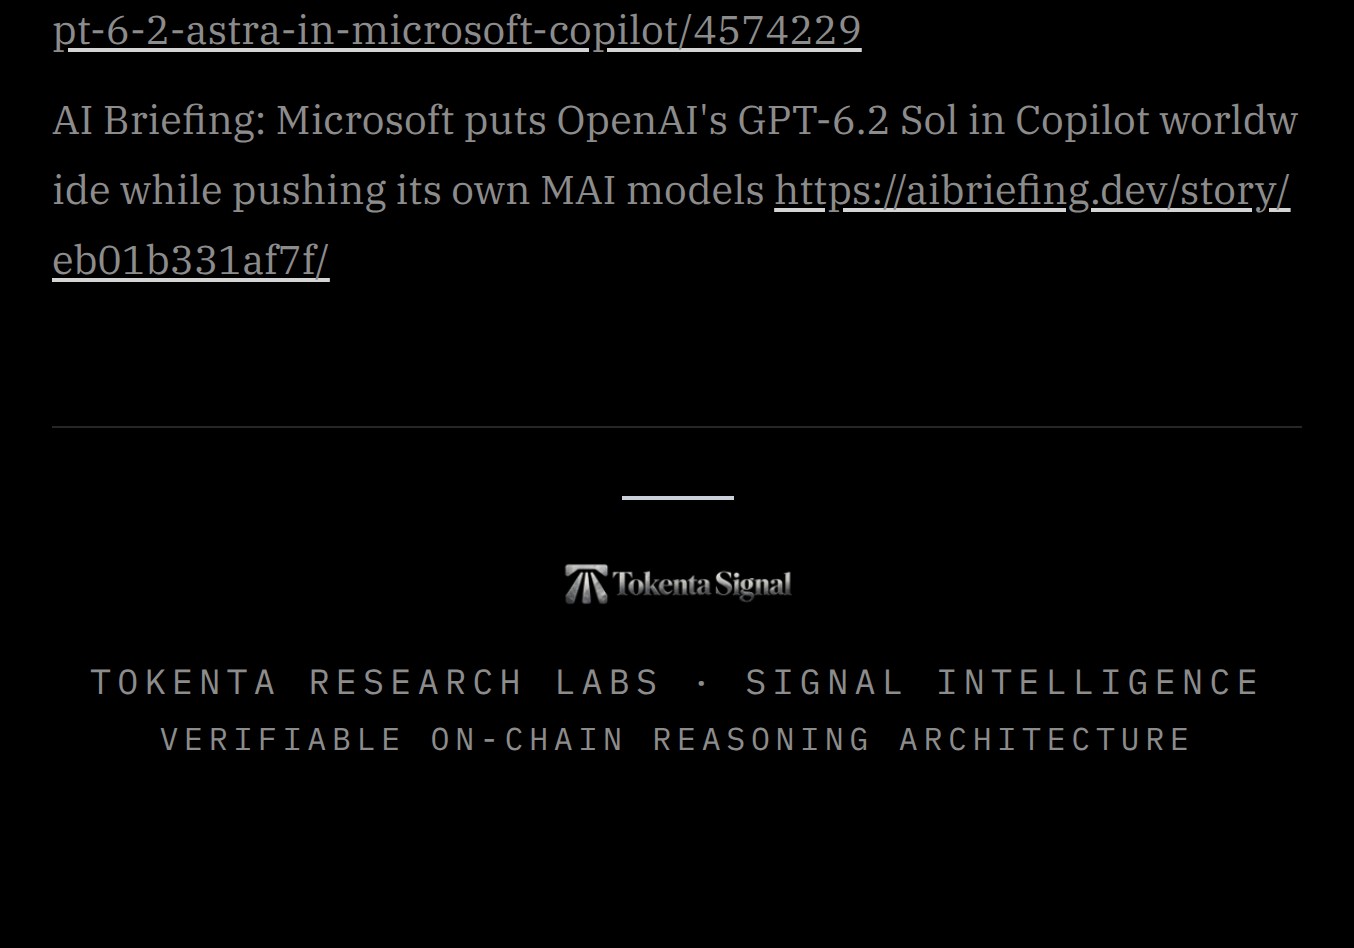 pt-6-2-astra-in-microsoft-copilot/4574229
AI Briefing: Microsoft puts OpenAI's GPT-6.2 Sol in Copilot worldw
ide while pushing its own MAI models https://aibriefing.dev/story/
eb01b331af7f/
Tokenta Signal
TOKENTA RESEARCH LABS · SIGNAL INTELLIGENCE
VERIFIABLE ON-CHAIN REASONING ARCHITECTURE